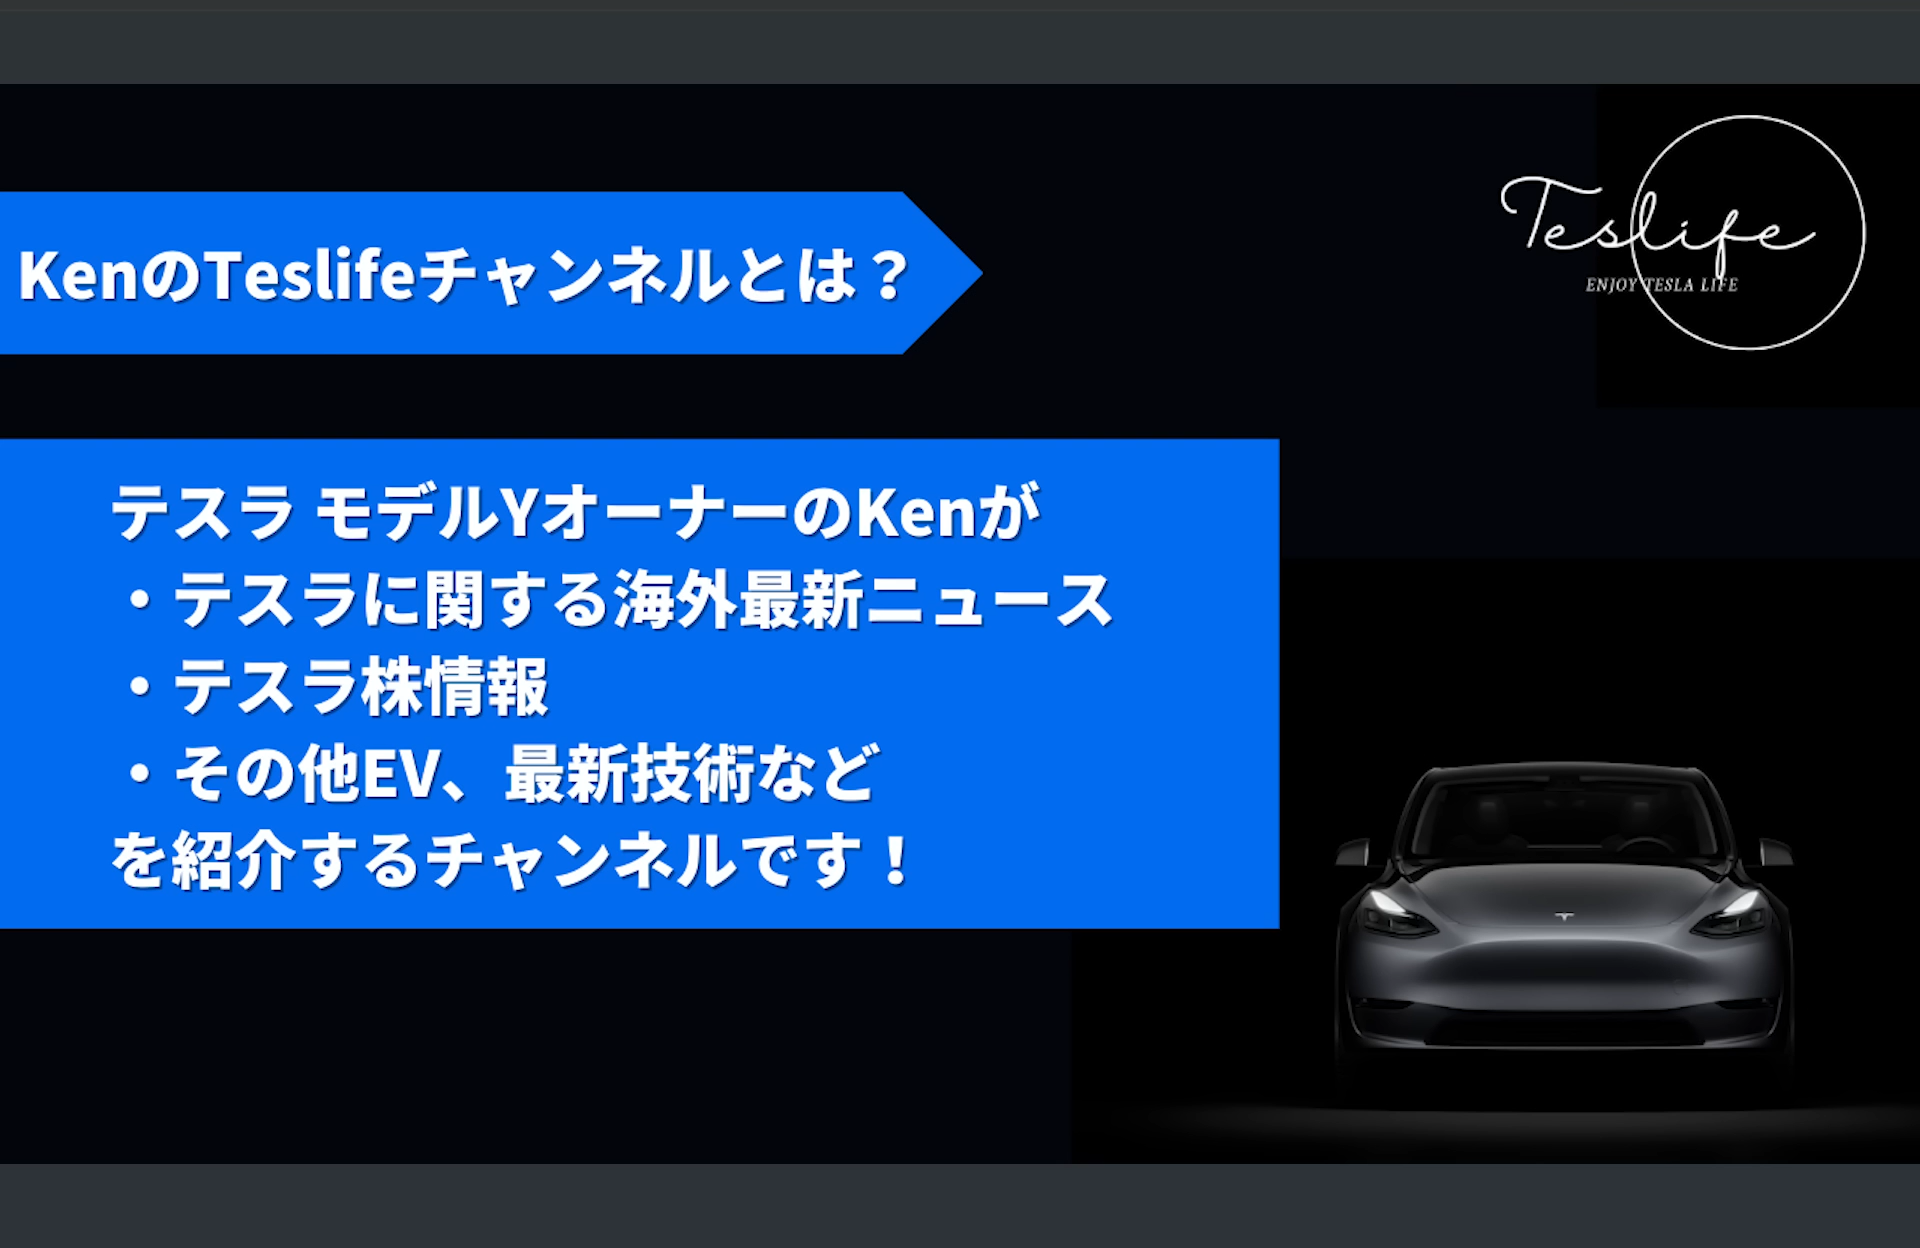 KenのTeslifeチャンネルとは？
Teslife
ENJOY TESLA LIFE
テスラ モデルYオーナーのKenが
・テスラに関する海外最新ニュース
・テスラ株情報
・その他EV、最新技術など
を紹介するチャンネルです！